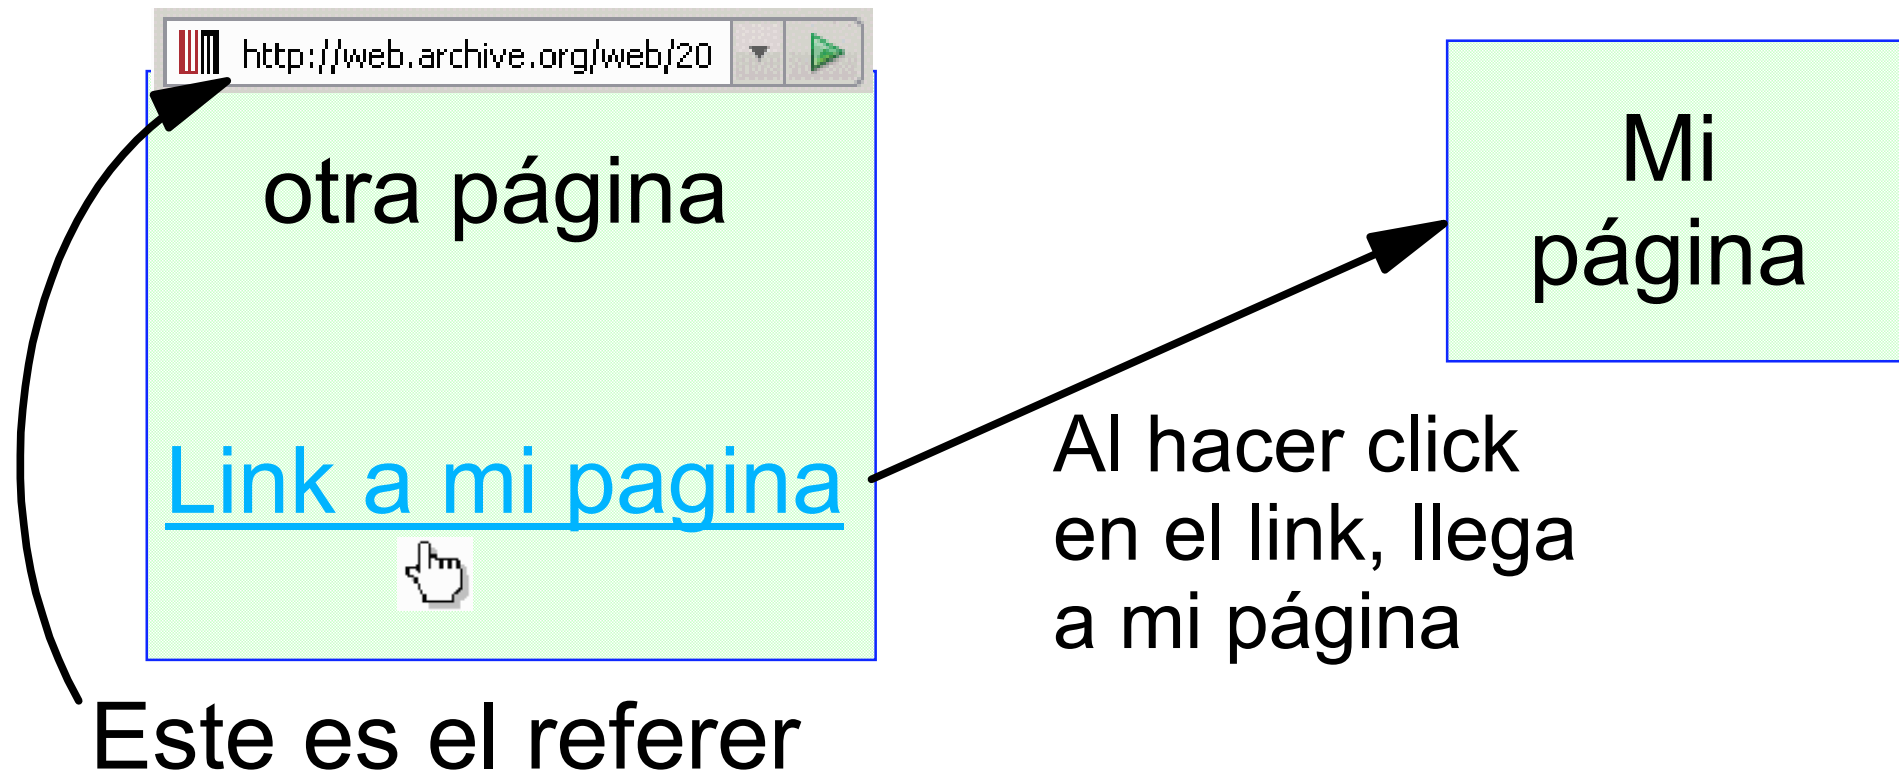 http://web.archive.org/web/20
otra página
Link a mi pagina
Este es el referer
Mi
página
Al hacer click
en el link, llega
a mi página